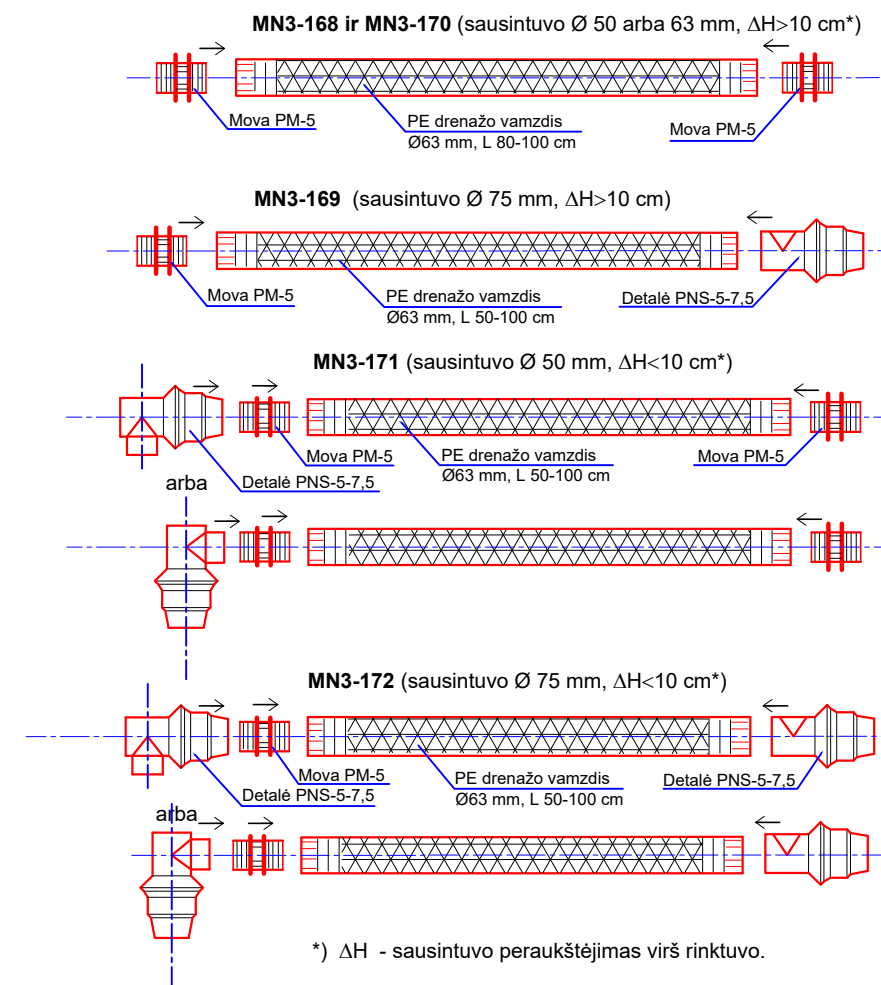 MN3-168 ir MN3-170 (sausintuvo Ø 50 arba 63 mm, ΔH>10 cm*)
Mova PM-5
PE drenažo vamzdis
Ø63 mm, L 80-100 cm
Mova PM-5
MN3-169 (sausintuvo Ø 75 mm, ΔH>10 cm)
Mova PM-5
PE drenažo vamzdis
Ø63 mm, L 50-100 cm
Detalė PNS-5-7,5
MN3-171 (sausintuvo Ø 50 mm, ΔH<10 cm*)
Mova PM-5
PE drenažo vamzdis
Ø63 mm, L 50-100 cm
Mova PM-5
Detalė PNS-5-7,5
arba
MN3-172 (sausintuvo Ø 75 mm, ΔH<10 cm*)
Mova PM-5
PE drenažo vamzdis
Ø63 mm, L 50-100 cm
Detalė PNS-5-7,5
Detalė PNS-5-7,5
arba
*) ΔH - sausintuvo peraukštėjimas virš rinktuvo.